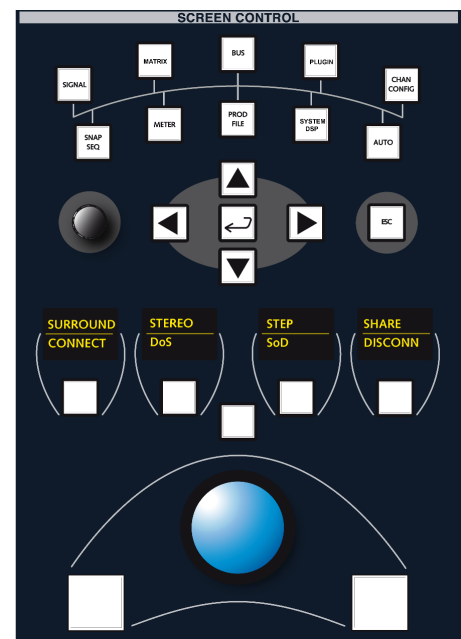 SCREEN CONTROL
BUS
MATRIX
PLUGIN
SIGNAL
CHAN
CONFIG
SNAP
SEQ
METER
PROD
FILE
SYSTEM
DSP
AUTO
ESC
SURROUND
CONNECT
STEREO
DoS
STEP
SoD
SHARE
DISCONN